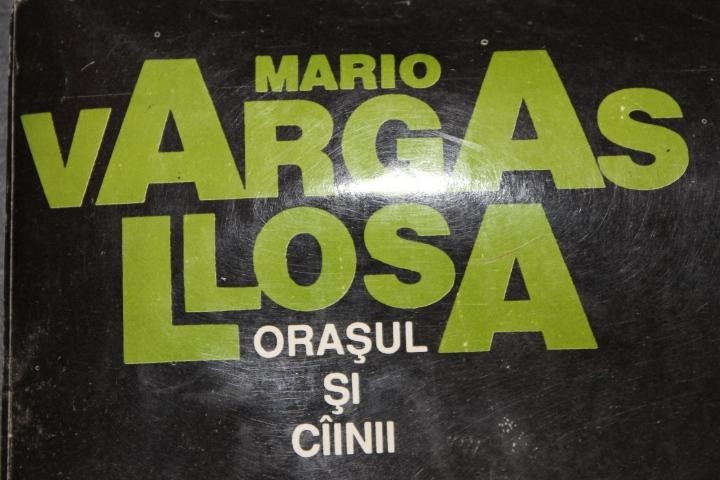 MARIO
VARGAS
LLOSA
ORAŞUL
ŞI
CÎINII